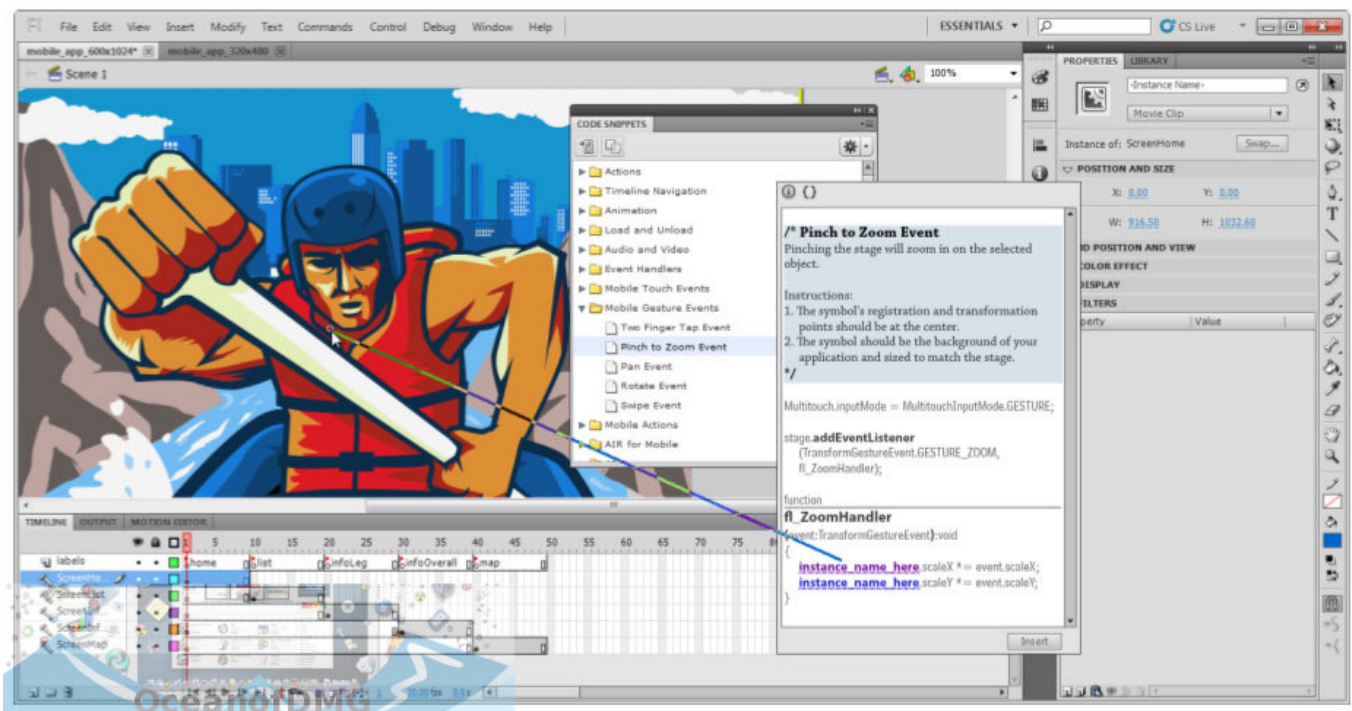 Fl File Edit View Insert Modify Text Commands Control Debug Window Help ESSENTIALS CS Live
mobile_app_600x1024* mobile_app_320x480
Scene 1 100%
PROPERTIES LIBRARY
<Instance Name>
Movie Clip
Instance of: ScreenHome Swap...
POSITION AND SIZE
X: 0.00 Y: 0.00
W: 916.50 H: 1032.60
3D POSITION AND VIEW
COLOR EFFECT
DISPLAY
FILTERS
Value
CODE SNIPPETS
Actions
Timeline Navigation
Animation
Load and Unload
Audio and Video
Event Handlers
Mobile Touch Events
Mobile Gesture Events
Two Finger Tap Event
Pinch to Zoom Event
Pan Event
Rotate Event
Swipe Event
Mobile Actions
AIR for Mobile
{}
/* Pinch to Zoom Event
Pinching the stage will zoom in on the selected
object.
Instructions:
1. The symbol's registration and transformation
points should be at the center.
2. The symbol should be the background of your
application and sized to match the stage.
*/
Multitouch.inputMode = MultitouchInputMode.GESTURE;
stage.addEventListener
(TransformGestureEvent.GESTURE_ZOOM,
fl_ZoomHandler);
function
fl_ZoomHandler
(event:TransformGestureEvent):void
{
instance_name_here.scaleX *= event.scaleX;
instance_name_here.scaleY *= event.scaleY;
}
Insert
TIMELINE OUTPUT MOTION EDITOR
1 5 10 15 20 25 30 35 40 45 50 55 60 65 70 75
labels home list infoLeg infoOverall map
ScreenHo...
ScreenList
ScreenInf...
ScreenInf...
ScreenMap
OceanofDMG